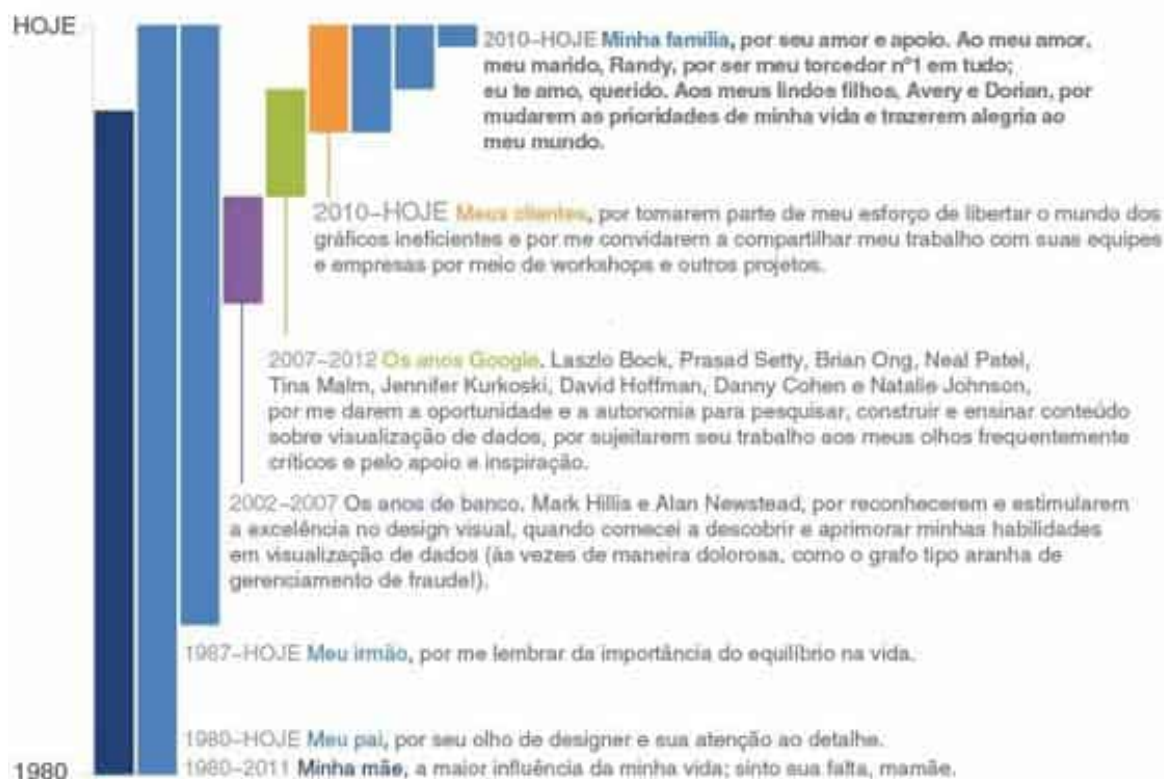 HOJE
2010–HOJE Minha família, por seu amor e apoio. Ao meu amor,
meu marido, Randy, por ser meu torcedor nº1 em tudo;
eu te amo, querido. Aos meus lindos filhos, Avery e Dorian, por
mudarem as prioridades de minha vida e trazerem alegria ao
meu mundo.
2010–HOJE Meus clientes, por tomarem parte de meu esforço de libertar o mundo dos
gráficos ineficientes e por me convidarem a compartilhar meu trabalho com suas equipes
e empresas por meio de workshops e outros projetos.
2007–2012 Os anos Google. Laszlo Bock, Prasad Setty, Brian Ong, Neal Patel,
Tina Malm, Jennifer Kurkoski, David Hoffman, Danny Cohen e Natalie Johnson,
por me darem a oportunidade e a autonomia para pesquisar, construir e ensinar conteúdo
sobre visualização de dados, por sujeitarem seu trabalho aos meus olhos frequentemente
críticos e pelo apoio e inspiração.
2002–2007 Os anos de banco. Mark Hillis e Alan Newstead, por reconhecerem e estimularem
a excelência no design visual, quando comecei a descobrir e aprimorar minhas habilidades
em visualização de dados (às vezes de maneira dolorosa, como o grafo tipo aranha de
gerenciamento de fraude!).
1987–HOJE Meu irmão, por me lembrar da importância do equilíbrio na vida.
1980–HOJE Meu pai, por seu olho de designer e sua atenção ao detalhe.
1980 1980–2011 Minha mãe, a maior influência da minha vida; sinto sua falta, mamãe.